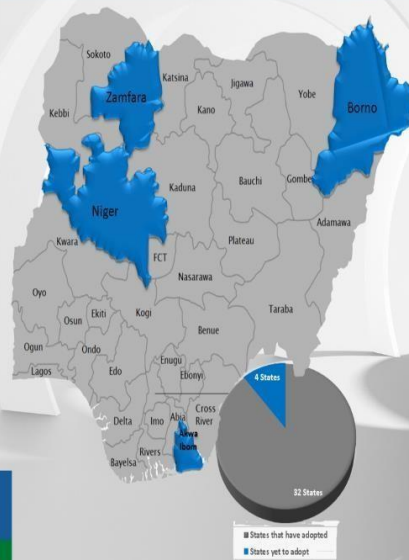 Sokoto
Katsina
Jigawa
Yobe
Zamfara
Borno
Kebbi
Kano
Kaduna
Bauchi
Gombe
Niger
Adamawa
Kwara
FCT
Plateau
Nasarawa
Oyo
Taraba
Osun
Ekiti
Kogi
Benue
Ogun
Ondo
Enugu
Lagos
Edo
Ebonyi
4 States
Cross
River
Delta
Imo
Abia
Akwa
Ibom
Rivers
Bayelsa
32 States
States that have adopted
States yet to adopt